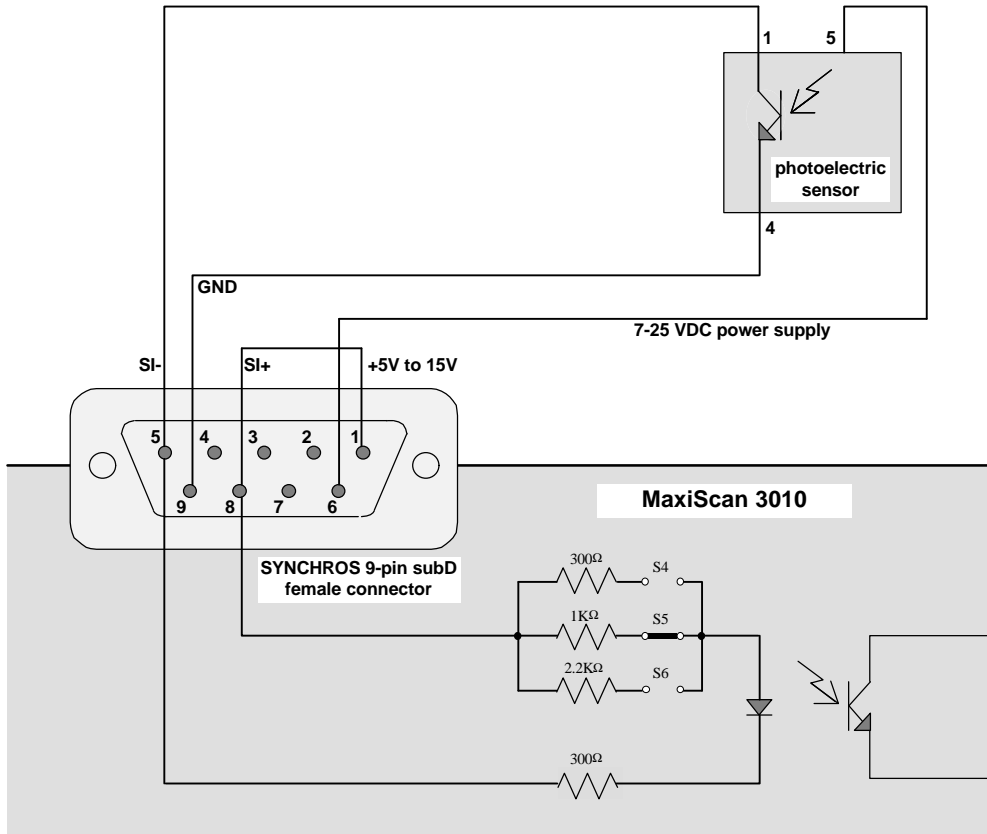 1 5
photoelectric
sensor
4
GND
7-25 VDC power supply
SI- SI+ +5V to 15V
5 4 3 2 1
9 8 7 6
MaxiScan 3010
SYNCHROS 9-pin subD
female connector
300Ω S4
1KΩ S5
2.2KΩ S6
300Ω